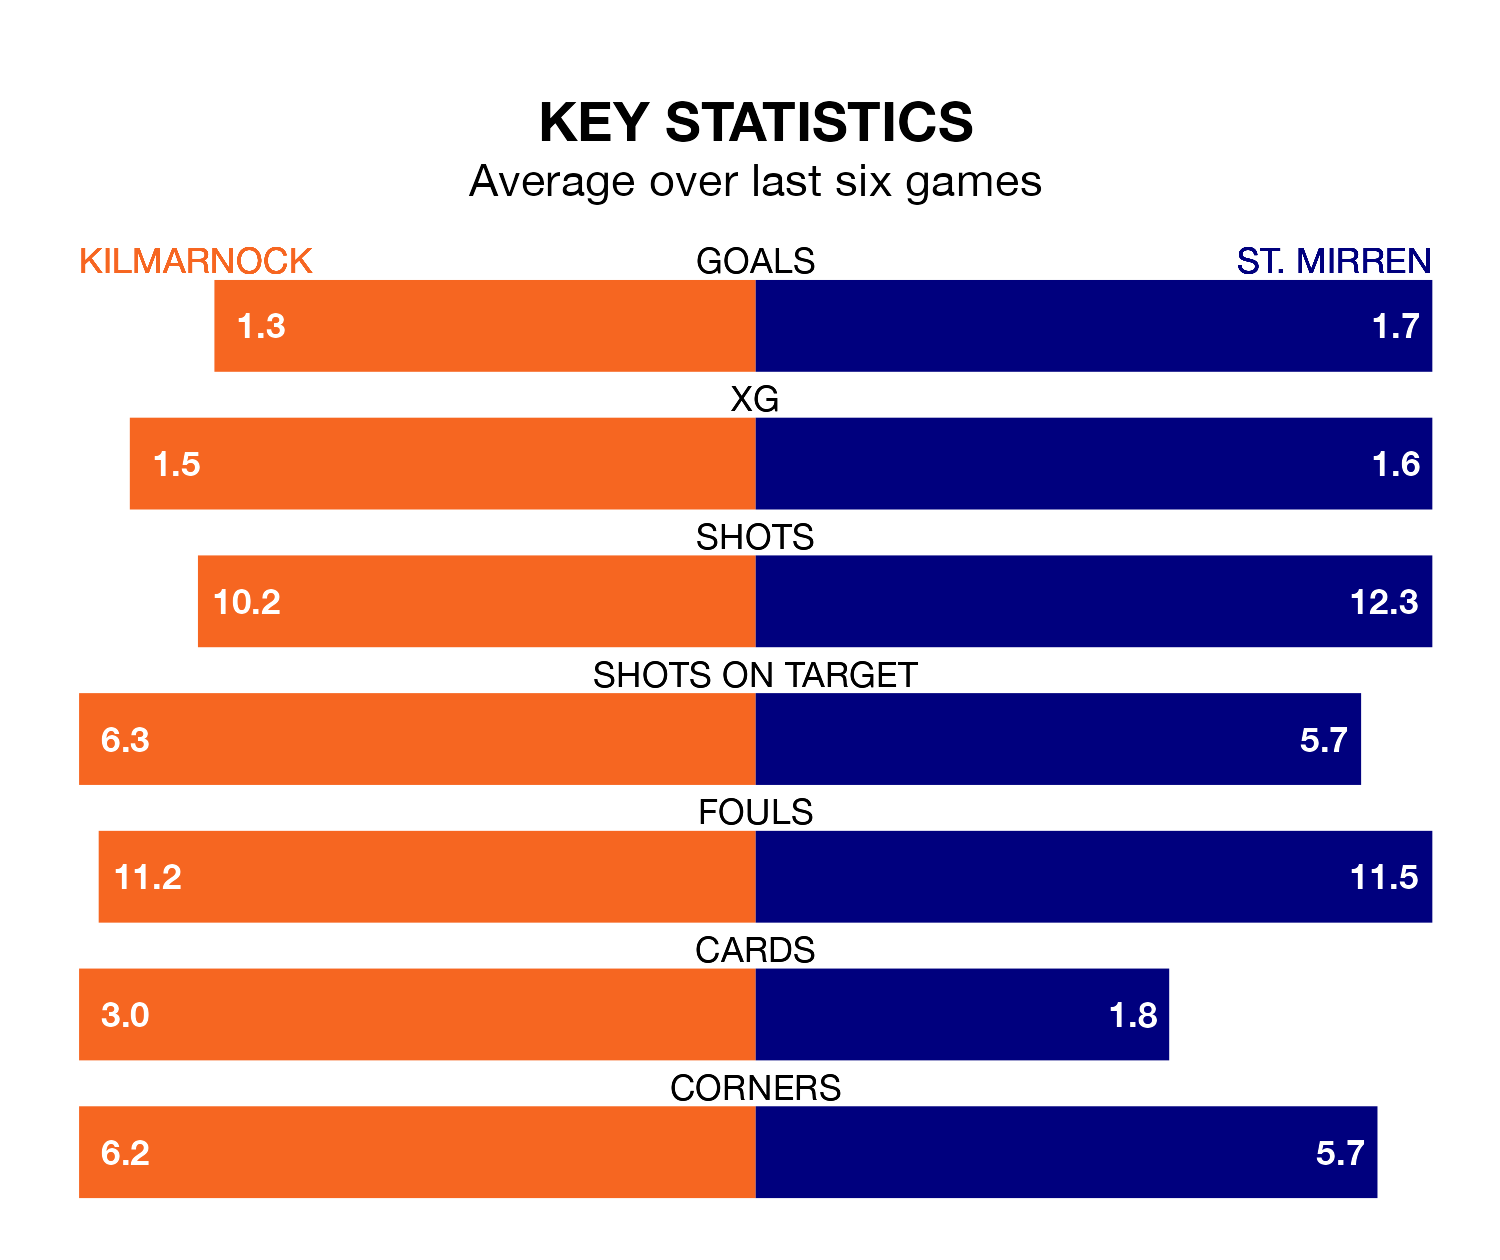 KEY STATISTICS
Average over last six games
KILMARNOCK GOALS ST. MIRREN
1.3 1.7
XG
1.5 1.6
SHOTS
10.2 12.3
SHOTS ON TARGET
6.3 5.7
FOULS
11.2 11.5
CARDS
3.0 1.8
CORNERS
6.2 5.7